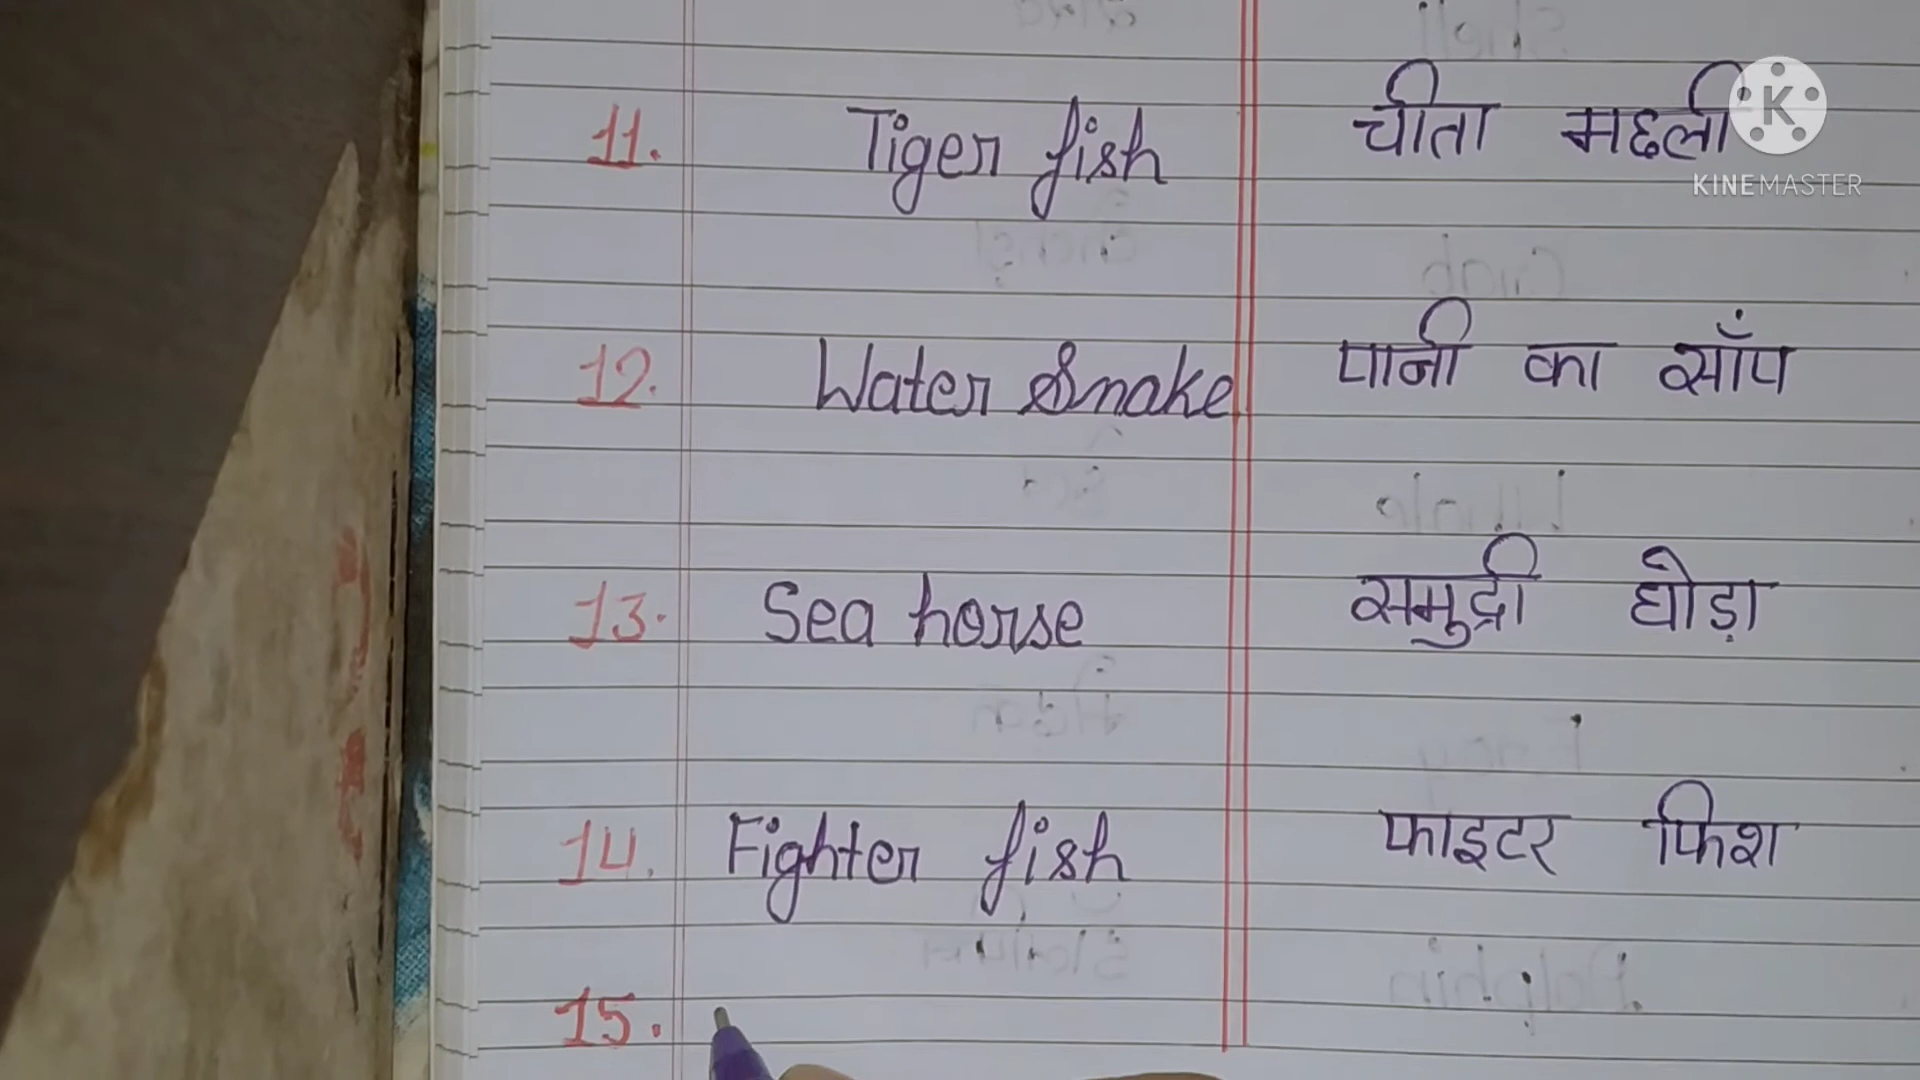 11. Tiger fish चीता मछली
KINEMASTER
12. Water Snake पानी का साँप
13. Sea horse समुद्री घोड़ा
14. Fighter fish फाइटर फिश
15.